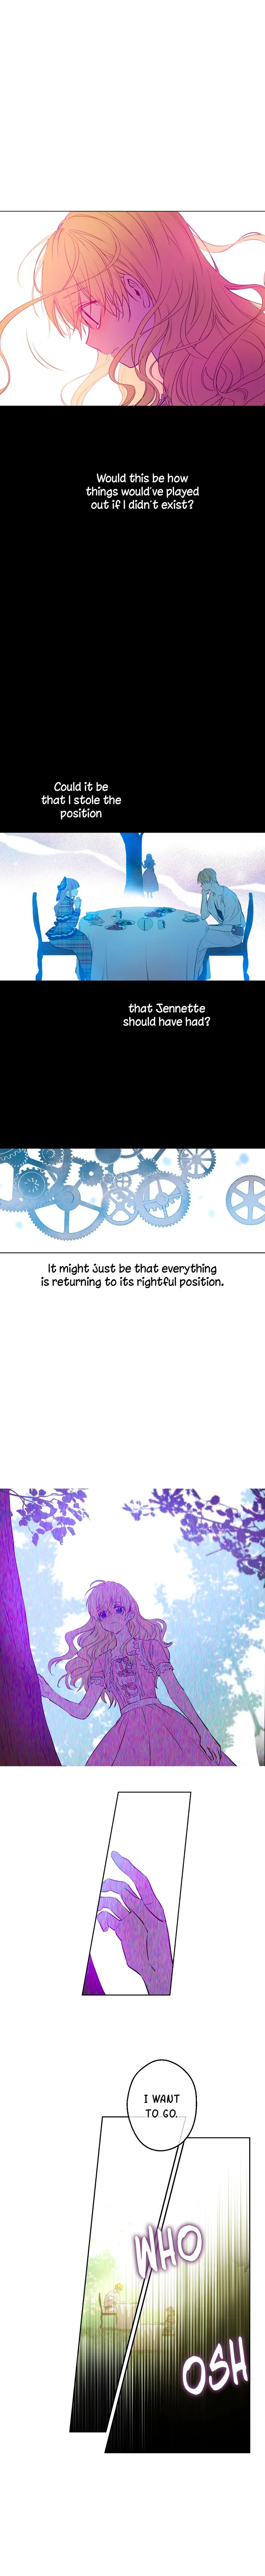 Would this be how
things would've played
out if I didn't exist?
Could it be
that I stole the
position
that Jennette
should have had?
It might just be that everything
is returning to its rightful position.
I WANT
TO GO.
WHO
OSH